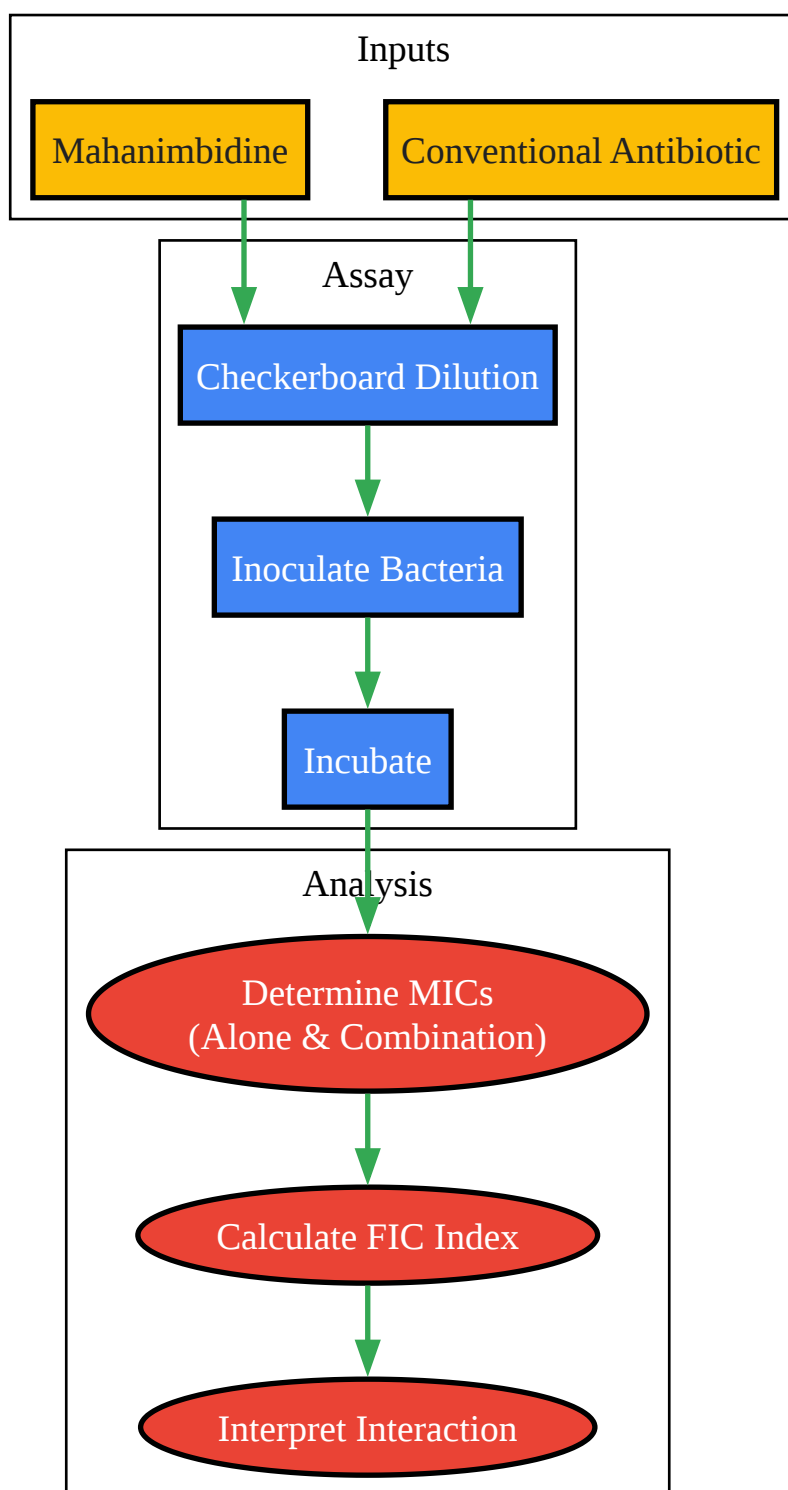 Inputs
Mahanimbidine
Conventional Antibiotic
Assay
Checkerboard Dilution
Inoculate Bacteria
Incubate
Analysis
Determine MICs
(Alone & Combination)
Calculate FIC Index
Interpret Interaction